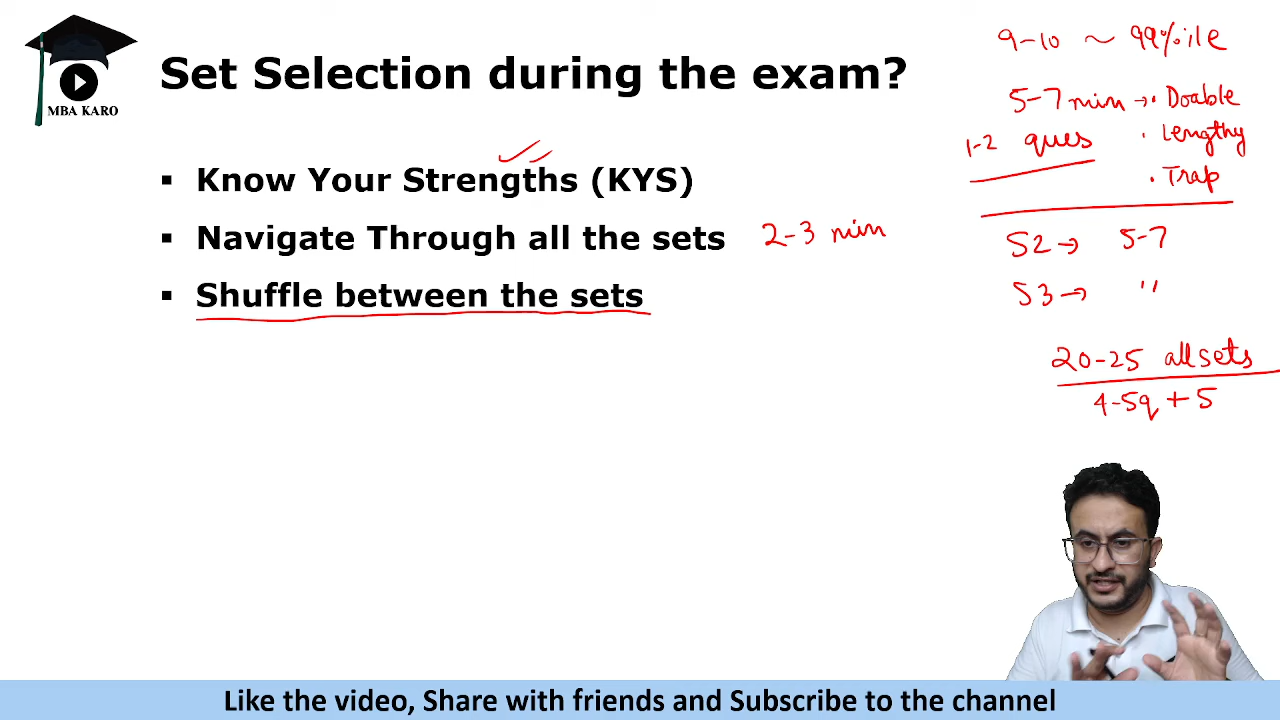 MBA KARO
Set Selection during the exam?
▪ Know Your Strengths (KYS)
▪ Navigate Through all the sets 2-3 min
▪ Shuffle between the sets
9-10 ~ 99%ile
5-7 min → • Doable
1-2 ques • Lengthy
• Trap
S2 → 5-7
S3 → ''
20-25 all sets
4-5q + 5
Like the video, Share with friends and Subscribe to the channel